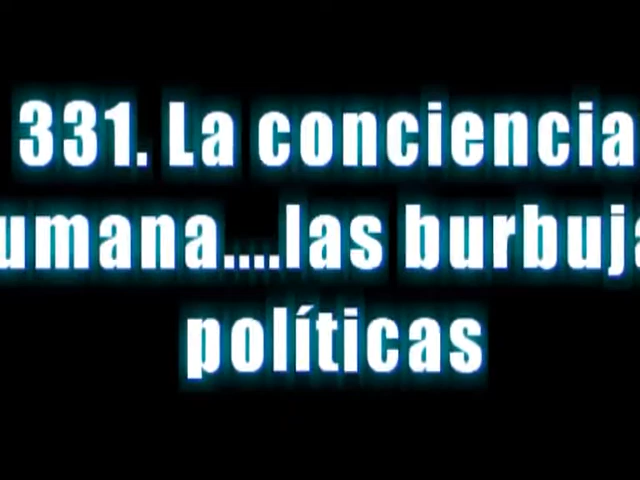 331. La conciencia
umana....las burbuja
políticas